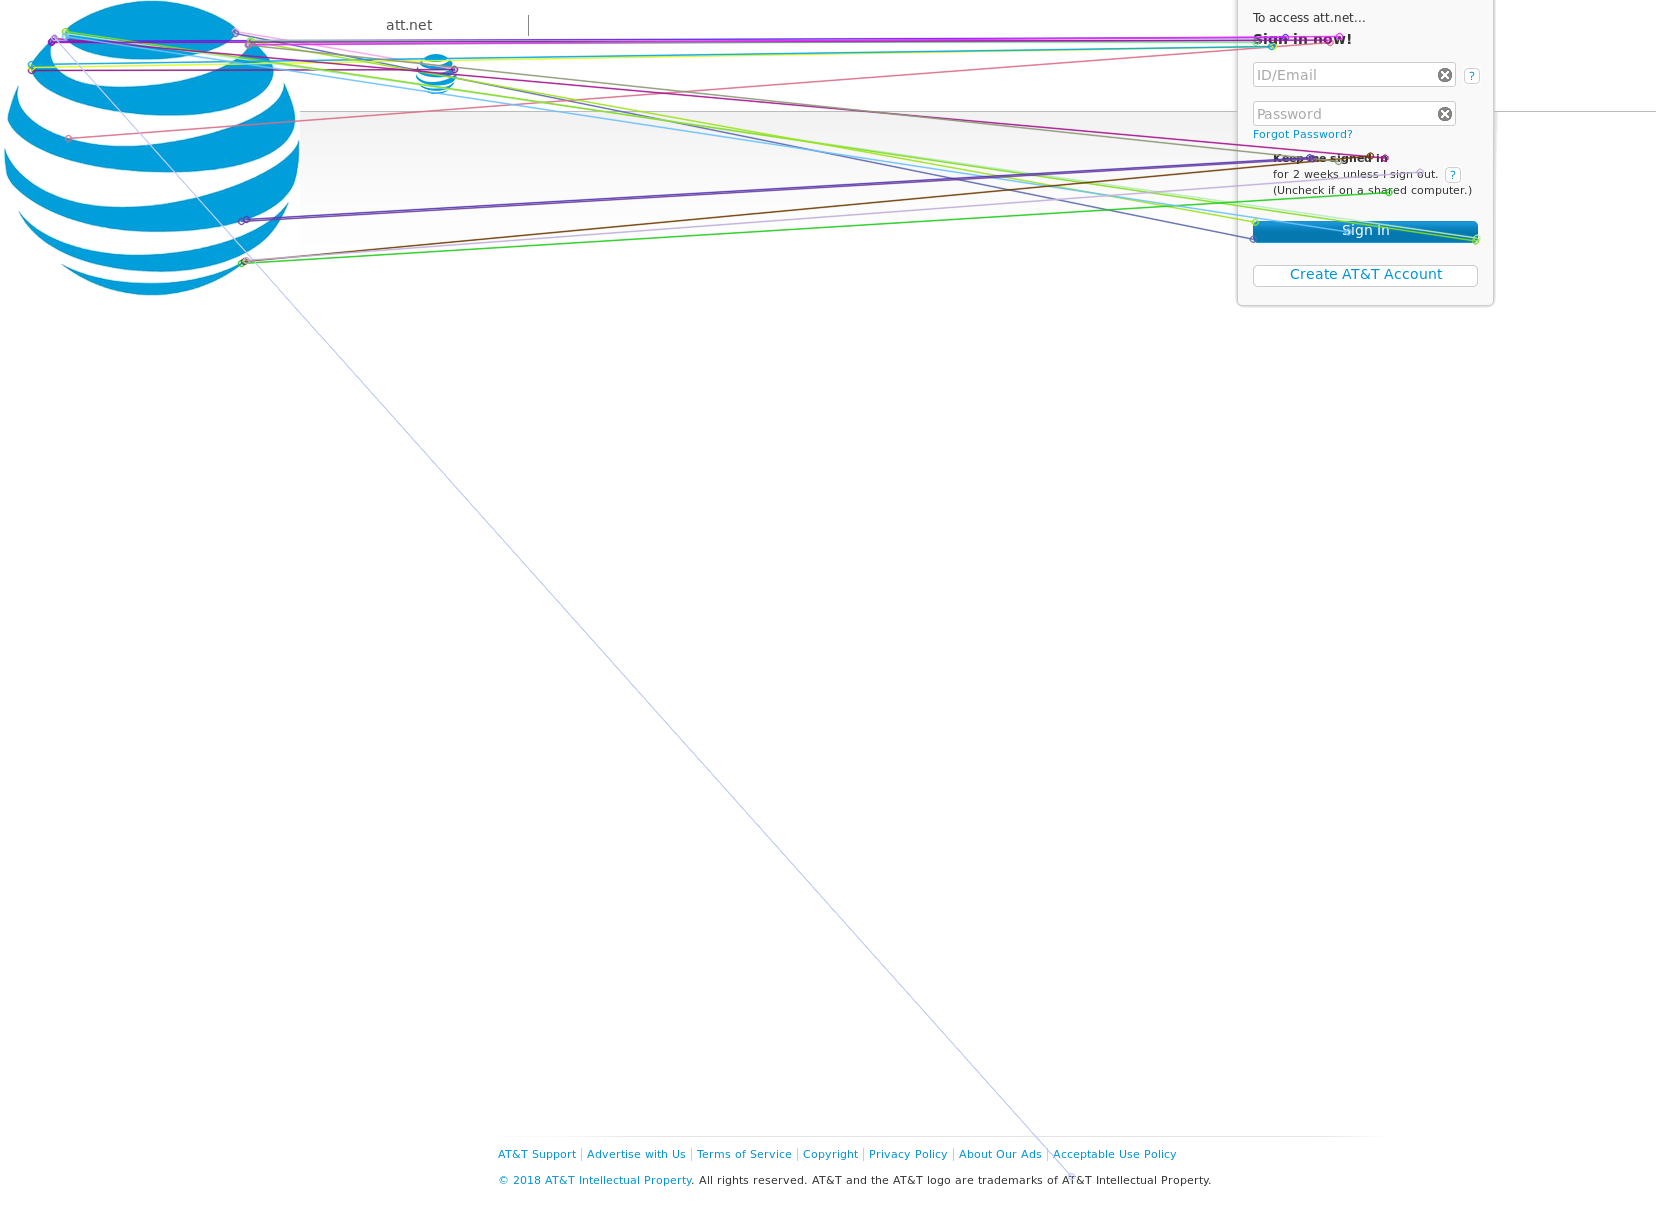 att.net
To access att.net...
Sign in now!
ID/Email
?
Password
Forgot Password?
Keep me signed in
for 2 weeks unless I sign out. ?
(Uncheck if on a shared computer.)
Sign In
Create AT&T Account
AT&T Support | Advertise with Us | Terms of Service | Copyright | Privacy Policy | About Our Ads | Acceptable Use Policy
© 2018 AT&T Intellectual Property. All rights reserved. AT&T and the AT&T logo are trademarks of AT&T Intellectual Property.